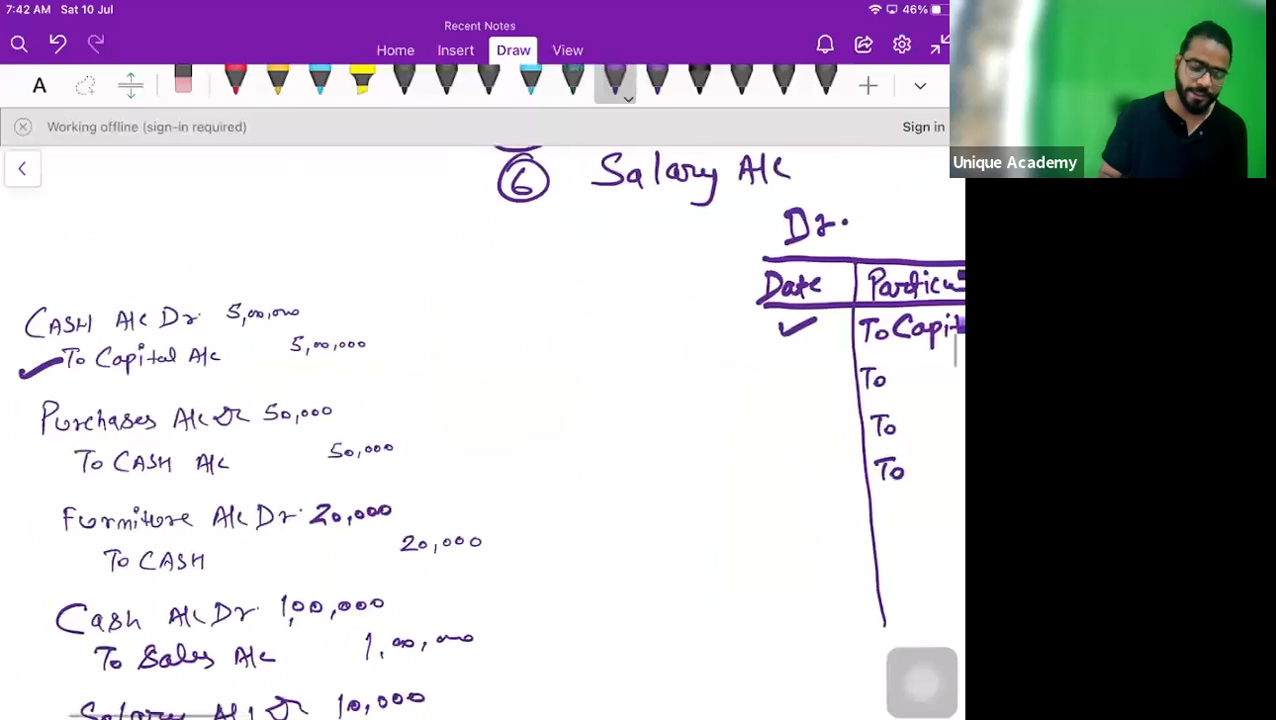 7:42 AM Sat 10 Jul
46%
Recent Notes
Home Insert Draw View
A
Working offline (sign-in required)
Sign in
Unique Academy
6 Salary A/c
Dr.
Date Particu
To Capit
To
To
To
CASH A/c Dr 5,00,000
To Capital A/c 5,00,000
Purchases A/c Dr 50,000
To CASH A/c 50,000
Furniture A/c Dr. 20,000
To CASH 20,000
Cash A/c Dr. 1,00,000
To Sales A/c 1,00,000
Salary A/c Dr 10,000